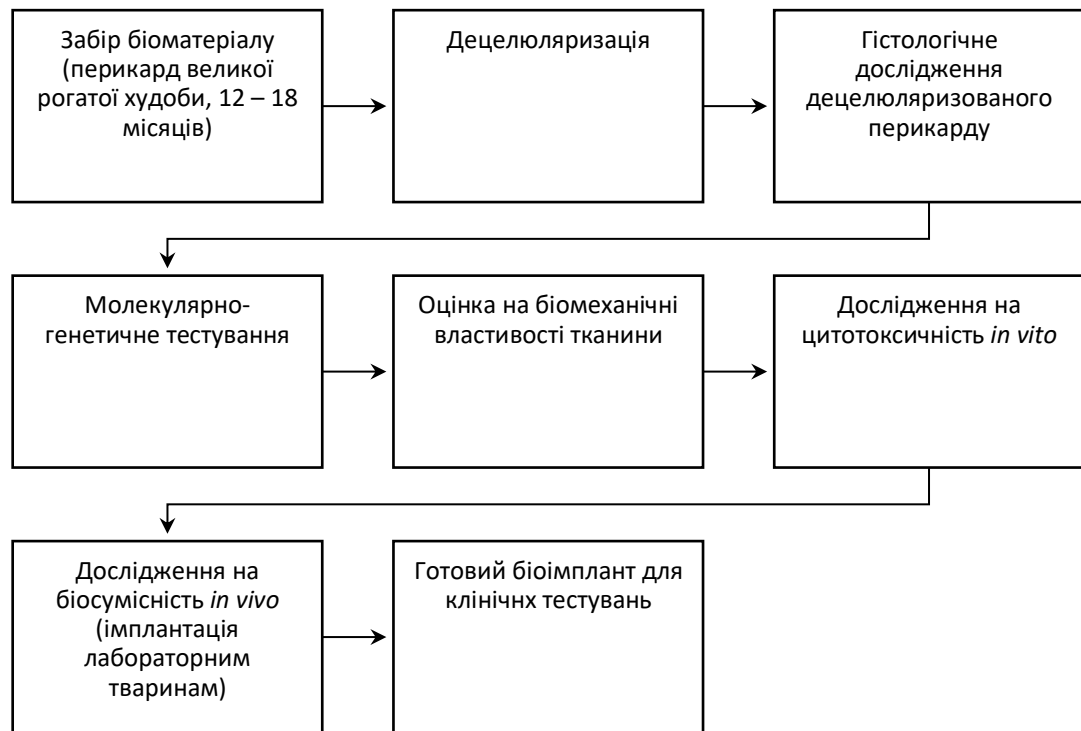 Забір біоматеріалу
(перикард великої
рогатої худоби, 12 – 18
місяців)
Децелюляризація
Гістологічне
дослідження
децелюляризованого
перикарду
Молекулярно-
генетичне тестування
Оцінка на біомеханічні
властивості тканини
Дослідження на
цитотоксичність in vito
Дослідження на
біосумісність in vivo
(імплантація
лабораторним
тваринам)
Готовий біоімплант для
клінічнх тестувань